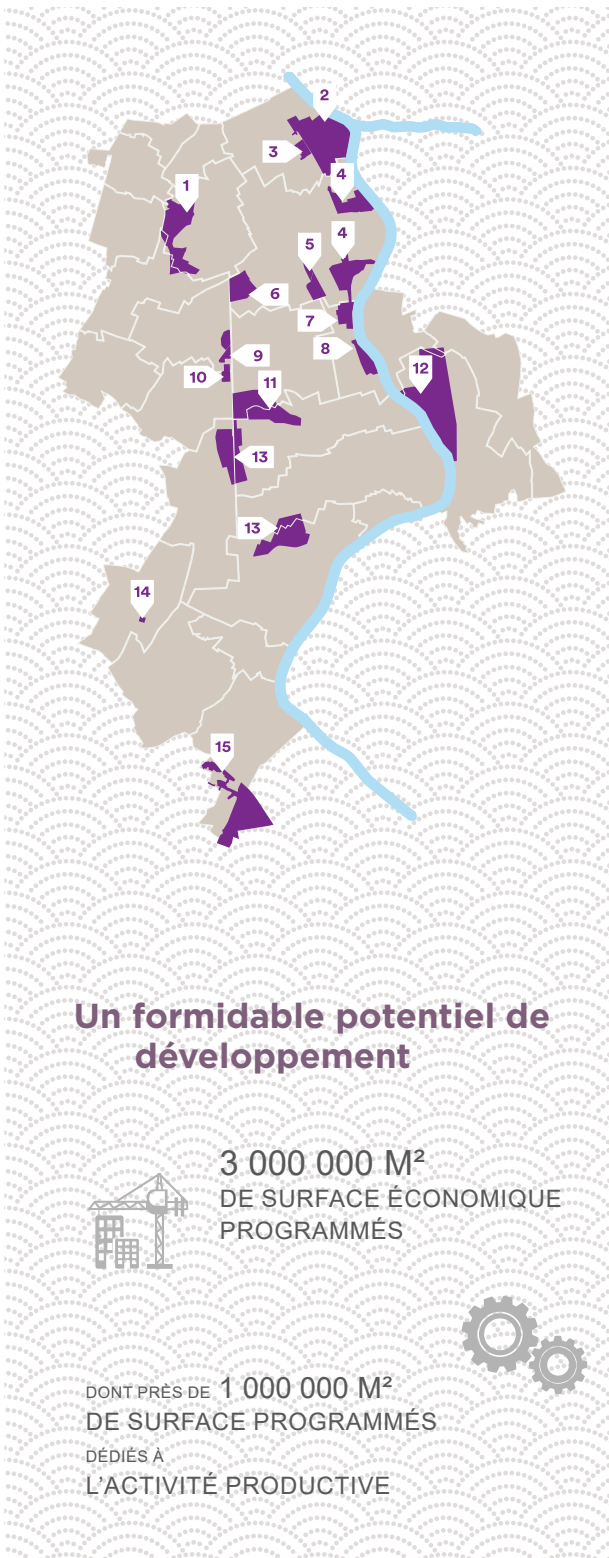 2
3
4
1
4
5
6
7
8
9
12
10
11
13
13
14
15
Un formidable potentiel de
développement
3 000 000 M²
DE SURFACE ÉCONOMIQUE
PROGRAMMÉS
DONT PRÈS DE 1 000 000 M²
DE SURFACE PROGRAMMÉS
DÉDIÉS À
L'ACTIVITÉ PRODUCTIVE